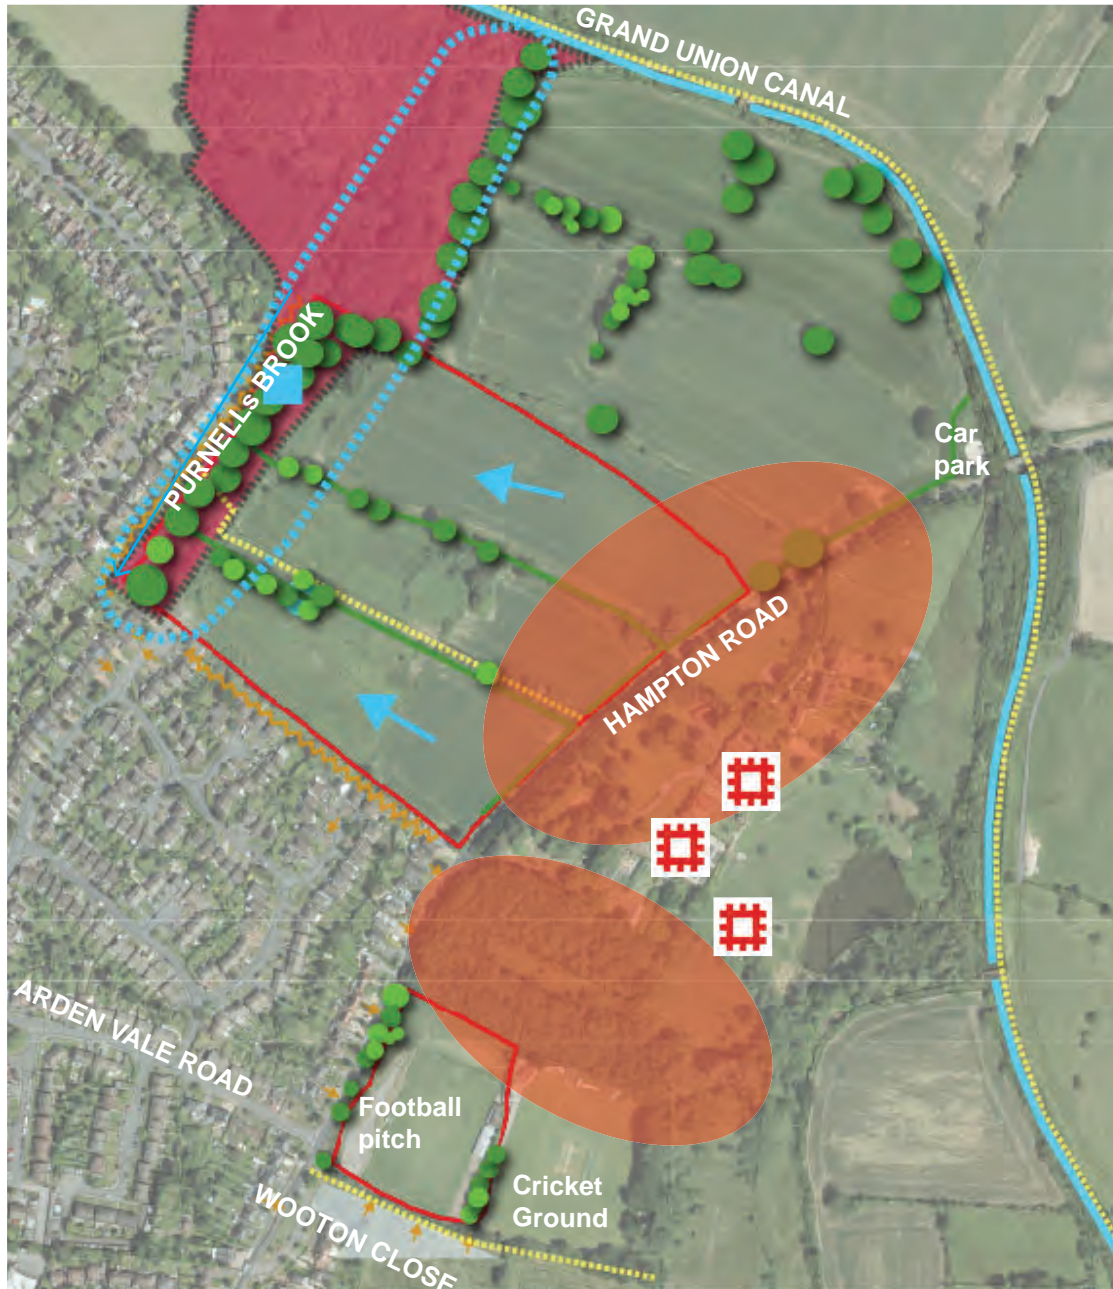 GRAND UNION CANAL
PURNELLs BROOK
Car
park
HAMPTON ROAD
ARDEN VALE ROAD
Football
pitch
Cricket
Ground
WOOTON CLOSE